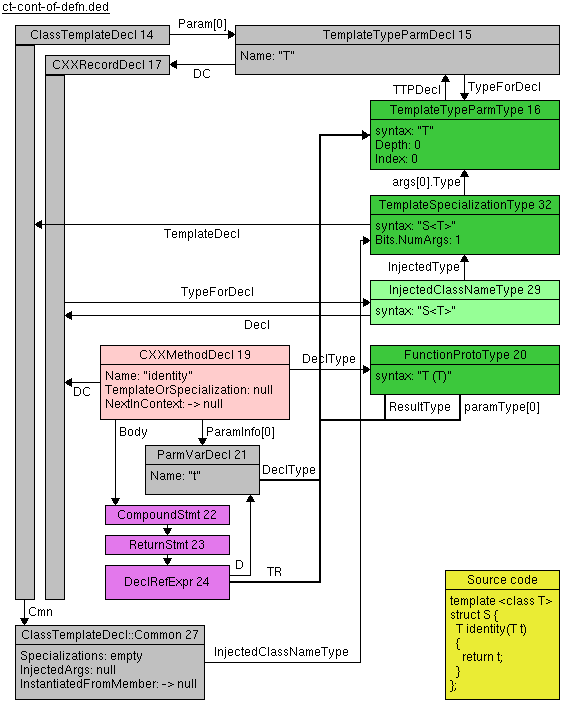 ct-cont-of-defn.ded
ClassTemplateDecl 14
Param[0]
TemplateTypeParmDecl 15
Name: "T"
CXXRecordDecl 17
DC
TTPDecl
TypeForDecl
TemplateTypeParmType 16
syntax: "T"
Depth: 0
Index: 0
args[0].Type
TemplateSpecializationType 32
syntax: "S<T>"
Bits.NumArgs: 1
TemplateDecl
InjectedType
InjectedClassNameType 29
syntax: "S<T>"
TypeForDecl
Decl
CXXMethodDecl 19
Name: "identity"
TemplateOrSpecialization: null
NextInContext: -> null
DeclType
FunctionProtoType 20
syntax: "T (T)"
DC
ResultType
paramType[0]
Body
ParamInfo[0]
ParmVarDecl 21
Name: "t"
DeclType
CompoundStmt 22
ReturnStmt 23
DeclRefExpr 24
D
TR
Cmn
ClassTemplateDecl::Common 27
Specializations: empty
InjectedArgs: null
InstantiatedFromMember: -> null
InjectedClassNameType
Source code
template <class T>
struct S {
  T identity(T t)
  {
    return t;
  }
};